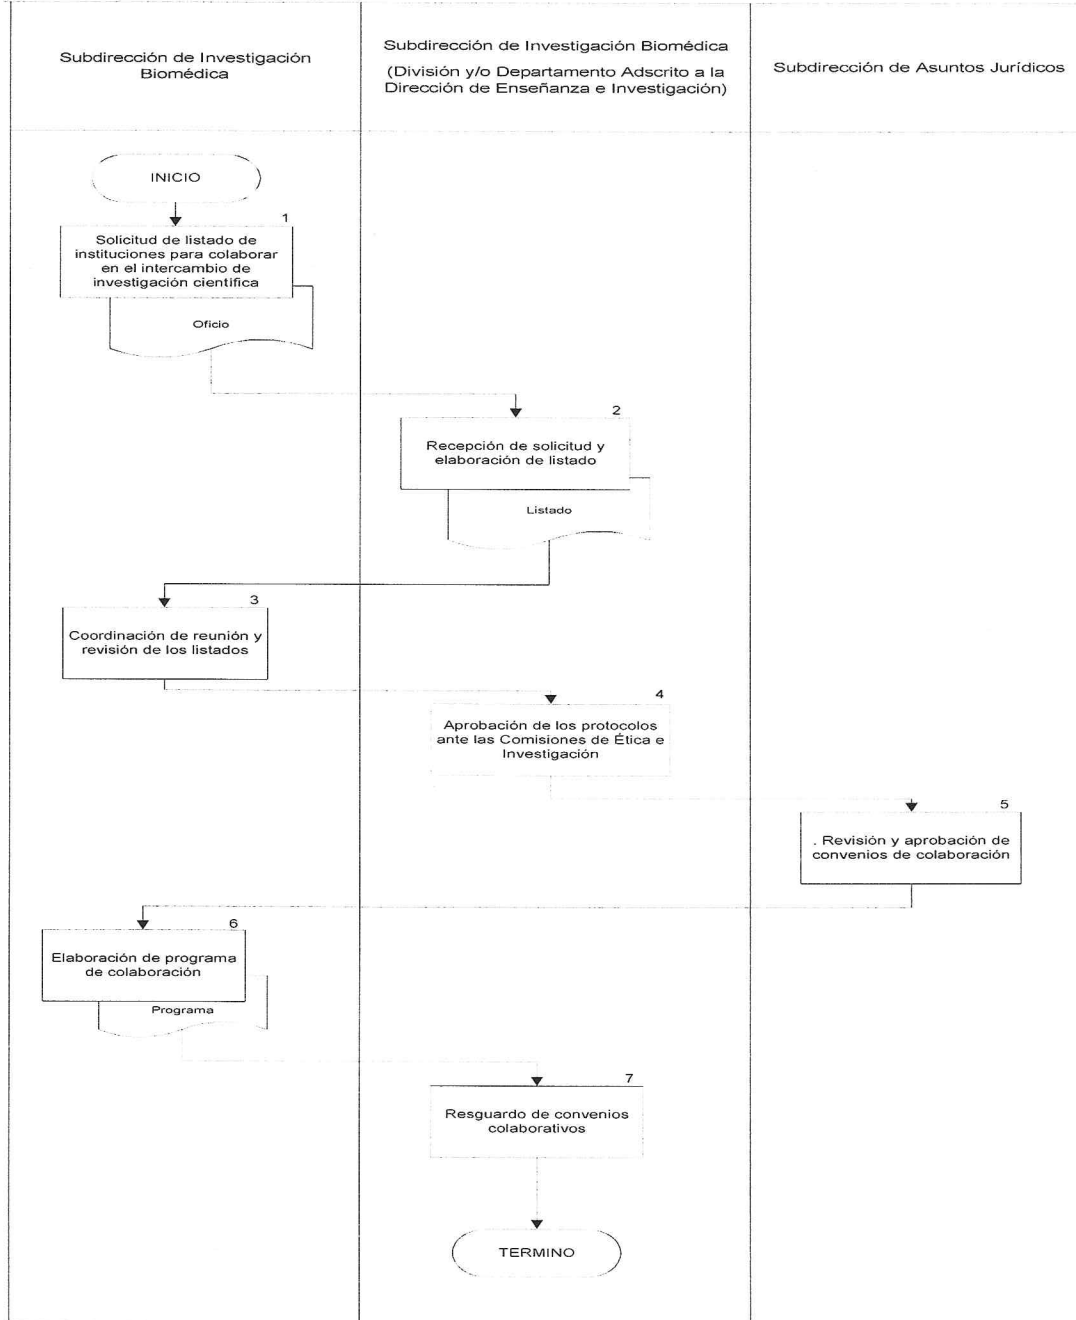 Subdirección de Investigación
Biomédica
Subdirección de Investigación Biomédica
(División y/o Departamento Adscrito a la
Dirección de Enseñanza e Investigación)
Subdirección de Asuntos Jurídicos
INICIO
1
Solicitud de listado de
instituciones para colaborar
en el intercambio de
investigación científica
Oficio
2
Recepción de solicitud y
elaboración de listado
Listado
3
Coordinación de reunión y
revisión de los listados
4
Aprobación de los protocolos
ante las Comisiones de Ética e
Investigación
5
. Revisión y aprobación de
convenios de colaboración
6
Elaboración de programa
de colaboración
Programa
7
Resguardo de convenios
colaborativos
TERMINO